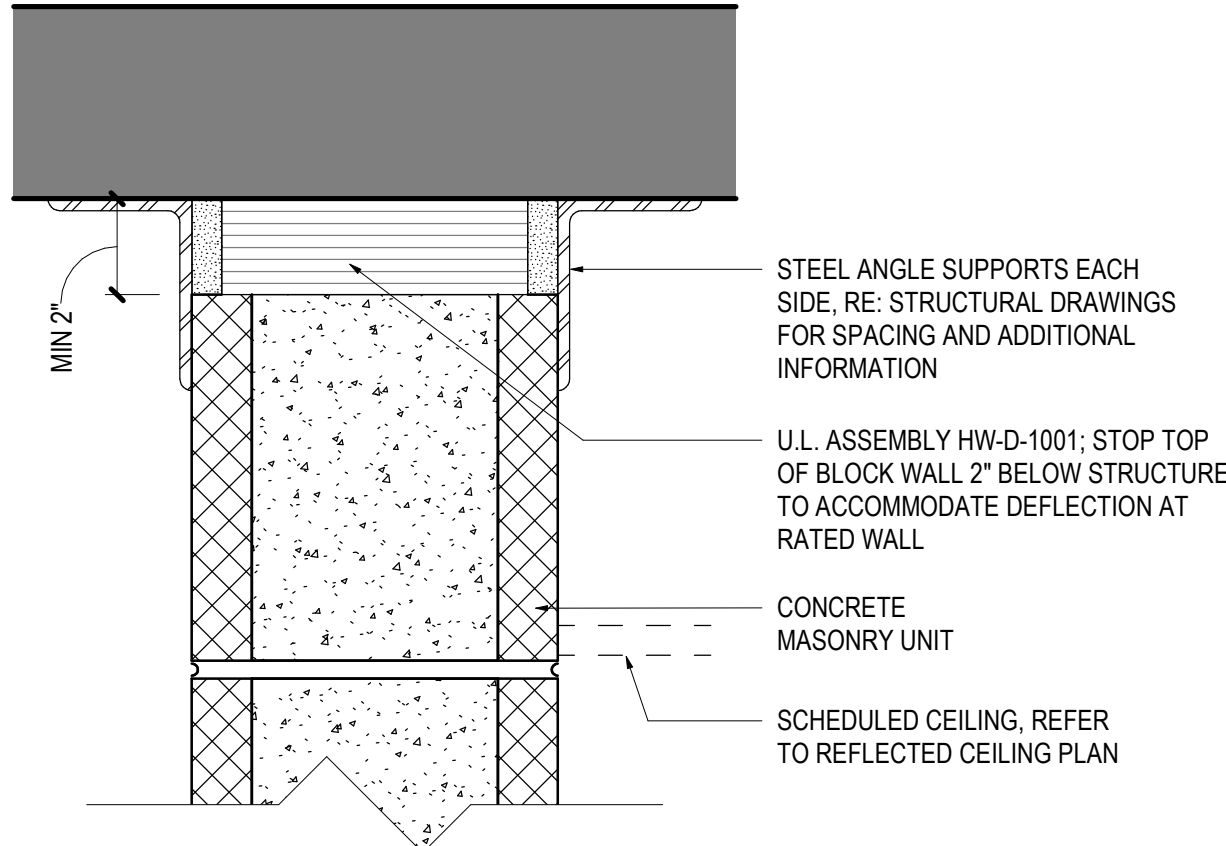 MIN 2"
STEEL ANGLE SUPPORTS EACH
SIDE, RE: STRUCTURAL DRAWINGS
FOR SPACING AND ADDITIONAL
INFORMATION
U.L. ASSEMBLY HW-D-1001; STOP TOP
OF BLOCK WALL 2" BELOW STRUCTURE
TO ACCOMMODATE DEFLECTION AT
RATED WALL
CONCRETE
MASONRY UNIT
SCHEDULED CEILING, REFER
TO REFLECTED CEILING PLAN